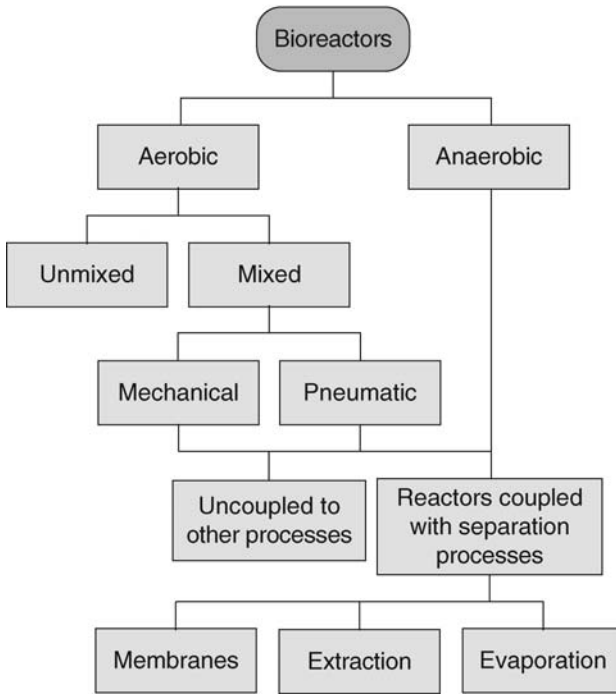 Bioreactors
Aerobic
Anaerobic
Unmixed
Mixed
Mechanical
Pneumatic
Uncoupled to
other processes
Reactors coupled
with separation
processes
Membranes
Extraction
Evaporation